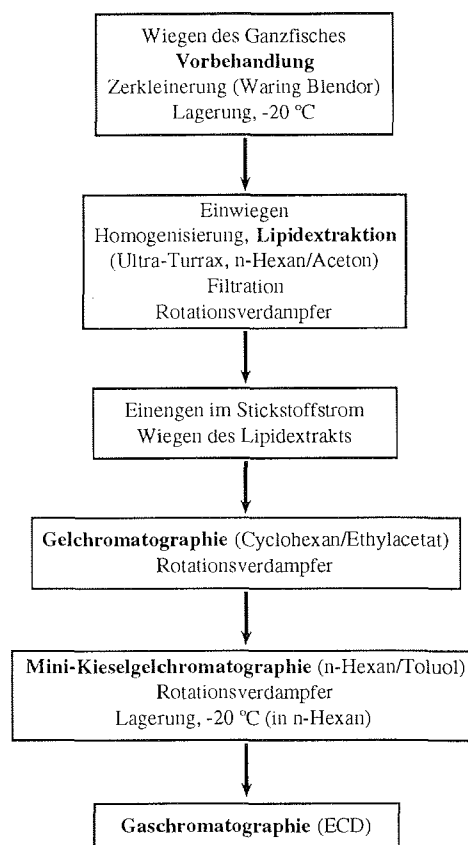 Wiegen des Ganzfisches
Vorbehandlung
Zerkleinerung (Waring Blendor)
Lagerung, -20 °C
Einwiegen
Homogenisierung, Lipidextraktion
(Ultra-Turrax, n-Hexan/Aceton)
Filtration
Rotationsverdampfer
Einengen im Stickstoffstrom
Wiegen des Lipidextrakts
Gelchromatographie (Cyclohexan/Ethylacetat)
Rotationsverdampfer
Mini-Kieselgelchromatographie (n-Hexan/Toluol)
Rotationsverdampfer
Lagerung, -20 °C (in n-Hexan)
Gaschromatographie (ECD)